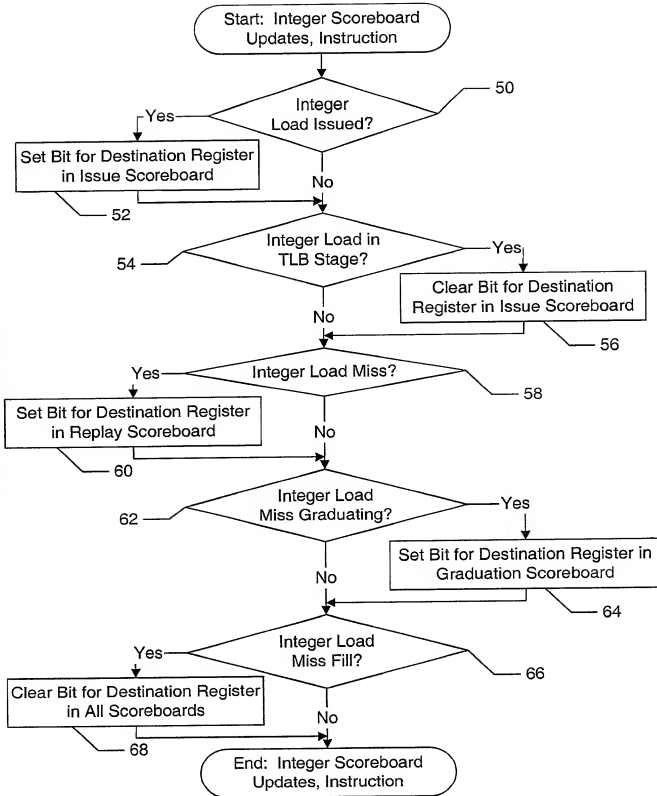 Start: Integer Scoreboard
Updates, Instruction
50
Integer
Load Issued?
Yes
Set Bit for Destination Register
in Issue Scoreboard
No
52
Integer Load in
TLB Stage?
54
Yes
Clear Bit for Destination
Register in Issue Scoreboard
No
56
Integer Load Miss?
Yes
58
Set Bit for Destination Register
in Replay Scoreboard
No
60
Integer Load
Miss Graduating?
62
Yes
Set Bit for Destination Register in
Graduation Scoreboard
No
64
Integer Load
Miss Fill?
Yes
66
Clear Bit for Destination Register
in All Scoreboards
No
68
End: Integer Scoreboard
Updates, Instruction